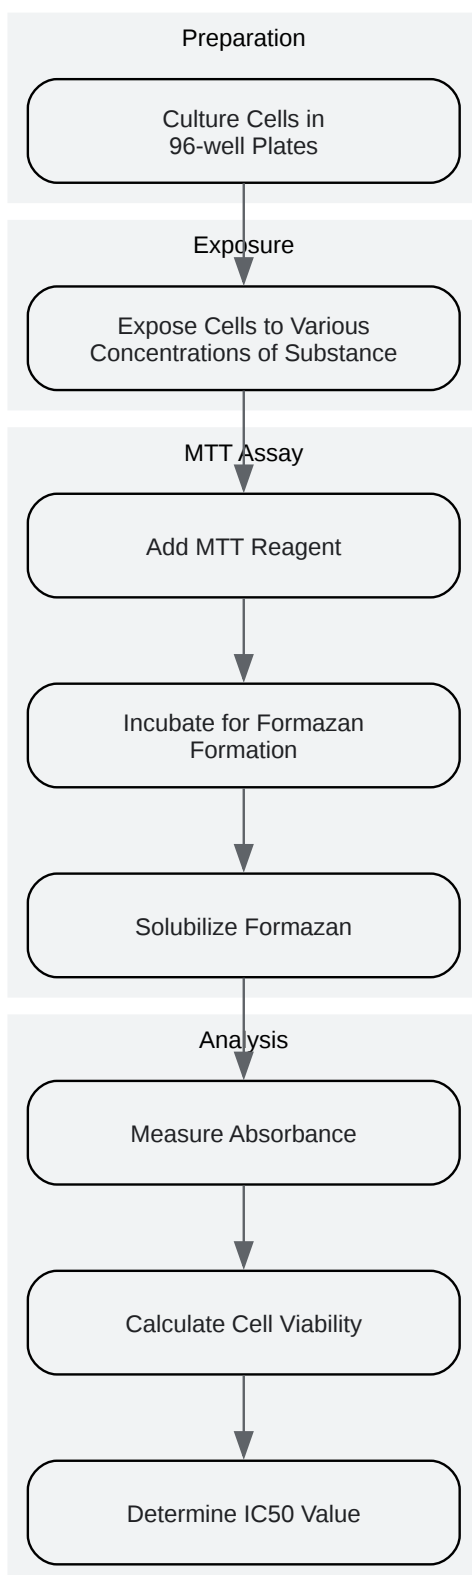 Preparation
Culture Cells in
96-well Plates
Exposure
Expose Cells to Various
Concentrations of Substance
MTT Assay
Add MTT Reagent
Incubate for Formazan
Formation
Solubilize Formazan
Analysis
Measure Absorbance
Calculate Cell Viability
Determine IC50 Value